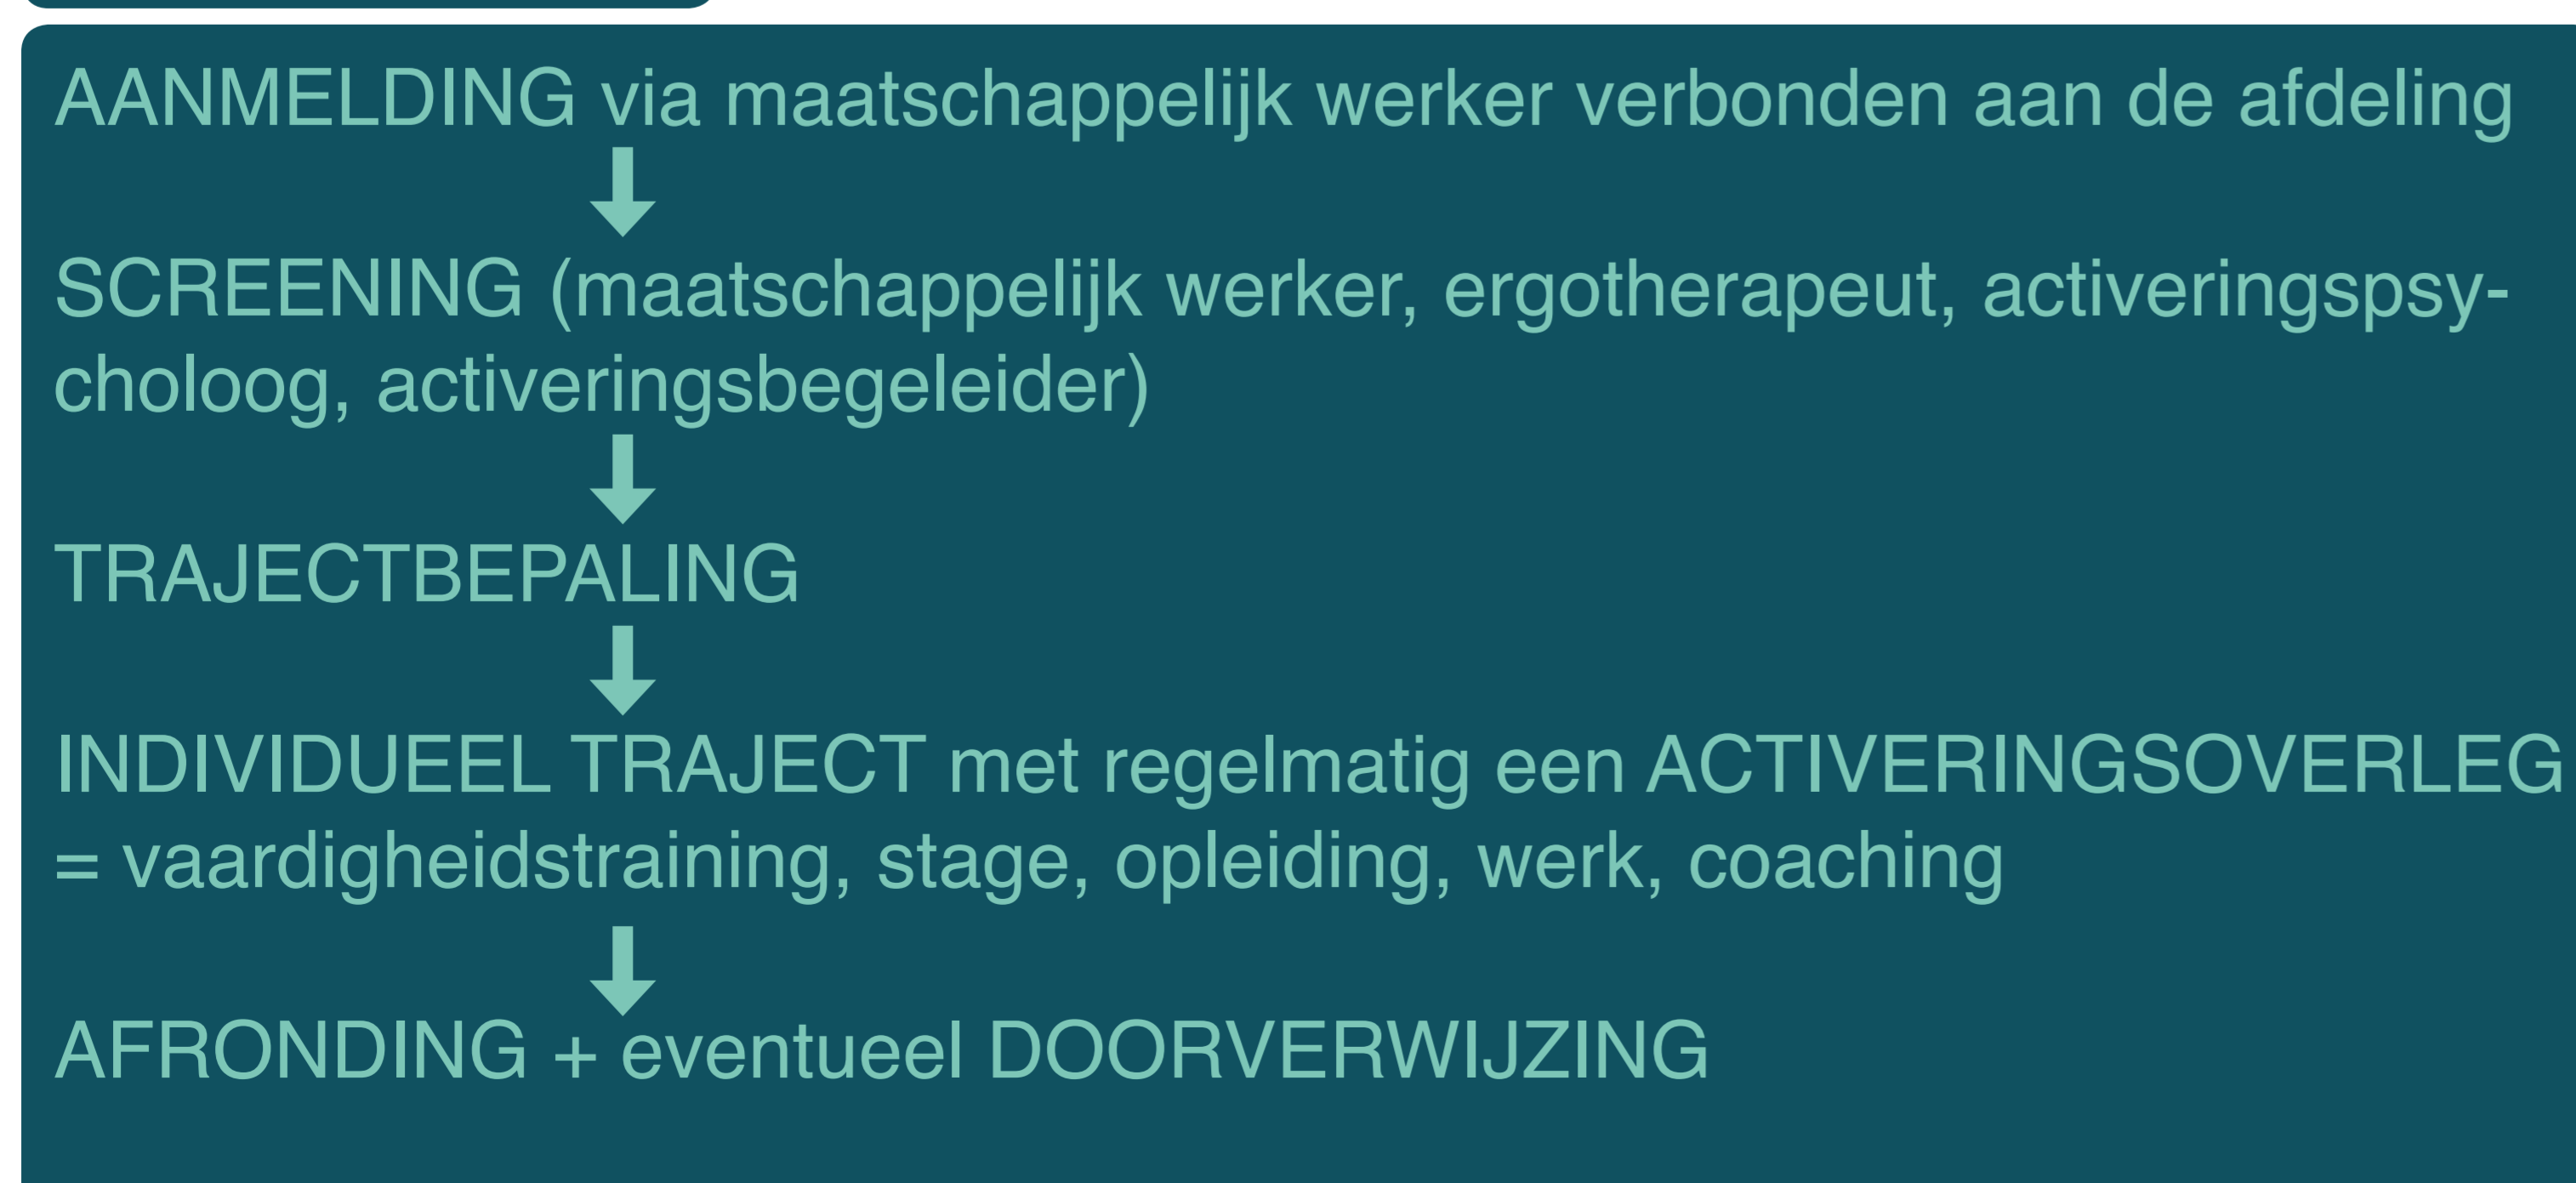 AANMELDING via maatschappelijk werker verbonden aan de afdeling
SCREENING (maatschappelijk werker, ergotherapeut, activeringspsy-
choloog, activeringsbegeleider)
TRAJECTBEPALING
INDIVIDUEEL TRAJECT met regelmatig een ACTIVERINGSOVERLEG
= vaardigheidstraining, stage, opleiding, werk, coaching
AFRONDING + eventueel DOORVERWIJZING